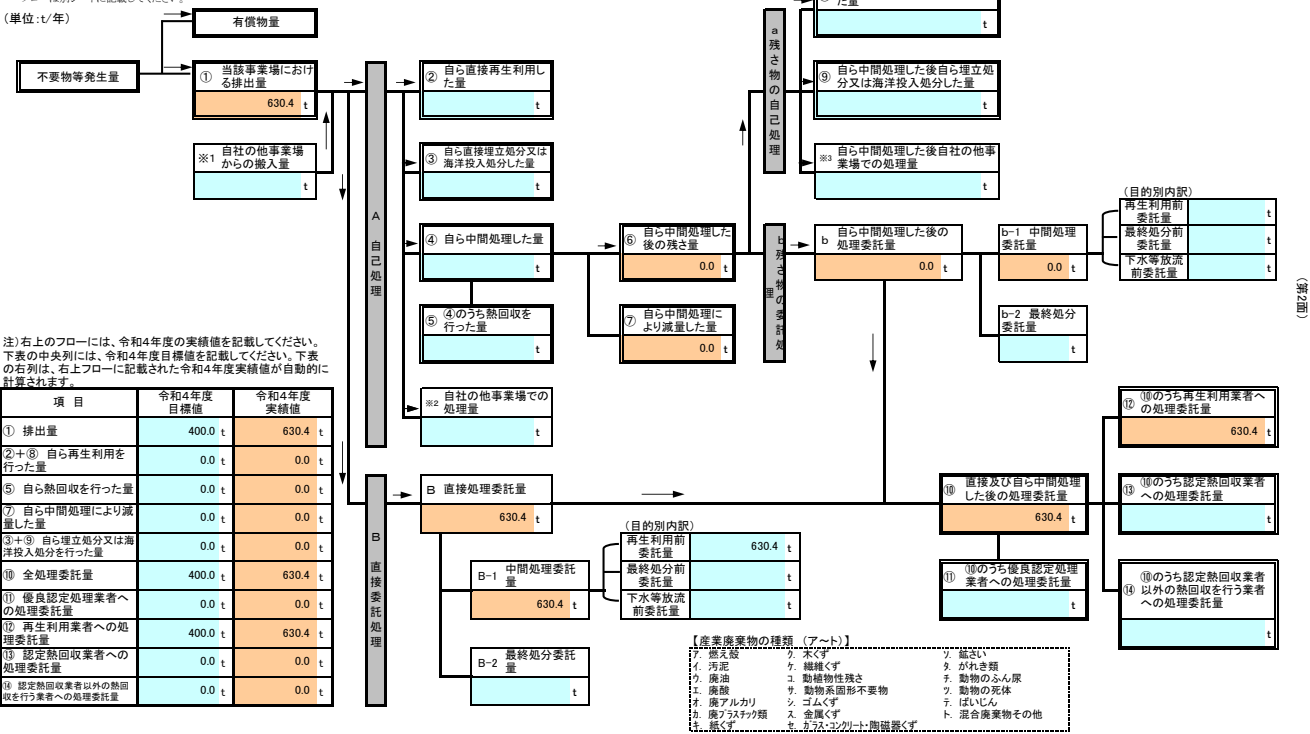 (単位:t/年)
有償物量
不要物等発生量
① 当該事業場におけ
る排出量
630.4 t
※1 自社の他事業場
からの搬入量
t
A 自己処理
② 自ら直接再生利用し
た量
t
③ 自ら直接埋立処分又は
海洋投入処分した量
t
④ 自ら中間処理した量
t
⑤ ④のうち熱回収を
行った量
t
※2 自社の他事業場での
処理量
t
⑥ 自ら中間処理した
後の残さ量
0.0 t
⑦ 自ら中間処理に
より減量した量
0.0 t
a 残さ物の自己処理
た量
t
⑨ 自ら中間処理した後自ら埋立処
分又は海洋投入処分した量
t
※3 自ら中間処理した後自社の他事
業場での処理量
t
b 残さ物の委託処理
b 自ら中間処理した後の
処理委託量
0.0 t
b-1 中間処理
委託量
0.0 t
b-2 最終処分
委託量
t
(目的別内訳)
再生利用前
委託量 t
最終処分前
委託量 t
下水等放流
前委託量 t
(第2面)
注)右上のフローには、令和4年度の実績値を記載してください。
下表の中央列には、令和4年度目標値を記載してください。下表
の右列は、右上フローに記載された令和4年度実績値が自動的に
計算されます。
項 目 令和4年度
目標値 令和4年度
実績値
① 排出量 400.0 t 630.4 t
②+⑧ 自ら再生利用を
行った量 0.0 t 0.0 t
⑤ 自ら熱回収を行った量 0.0 t 0.0 t
⑦ 自ら中間処理により減
量した量 0.0 t 0.0 t
③+⑨ 自ら埋立処分又は海
洋投入処分を行った量 0.0 t 0.0 t
⑩ 全処理委託量 400.0 t 630.4 t
⑪ 優良認定処理業者へ
の処理委託量 0.0 t 0.0 t
⑫ 再生利用業者への処
理委託量 400.0 t 630.4 t
⑬ 認定熱回収業者への
処理委託量 0.0 t 0.0 t
⑭ 認定熱回収業者以外の熱回
収を行う業者への処理委託量 0.0 t 0.0 t
B 直接委託処理
B 直接処理委託量
630.4 t
B-1 中間処理委託
量
630.4 t
B-2 最終処分委託
量
t
(目的別内訳)
再生利用前
委託量 630.4 t
最終処分前
委託量
下水等放流
前委託量
⑩ 直接及び自ら中間処理
した後の処理委託量
630.4 t
⑪ ⑩のうち優良認定処理
業者への処理委託量
t
⑫ ⑩のうち再生利用業者へ
の処理委託量
630.4 t
⑬ ⑩のうち認定熱回収業者
への処理委託量
t
⑭ ⑩のうち認定熱回収業者
以外の熱回収を行う業者
への処理委託量
t
【産業廃棄物の種類 (ア~ト)】
ア. 燃え殻 ク. 木くず ソ. 鉱さい
イ. 汚泥 ケ. 繊維くず タ. がれき類
ウ. 廃油 コ. 動植物性残さ チ. 動物のふん尿
エ. 廃酸 サ. 動物系固形不要物 ツ. 動物の死体
オ. 廃アルカリ シ. ゴムくず テ. ばいじん
カ. 廃プラスチック類 ス. 金属くず ト. 混合廃棄物その他
キ. 紙くず セ. ガラス・コンクリート・陶磁器くず